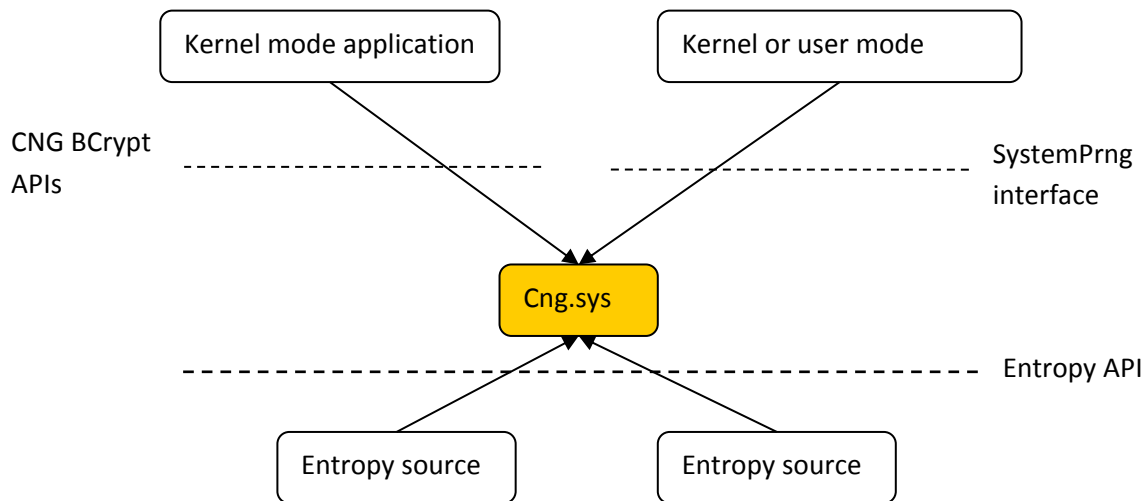 Kernel mode application
Kernel or user mode
CNG BCrypt
APIs
SystemPrng
interface
Cng.sys
Entropy API
Entropy source
Entropy source